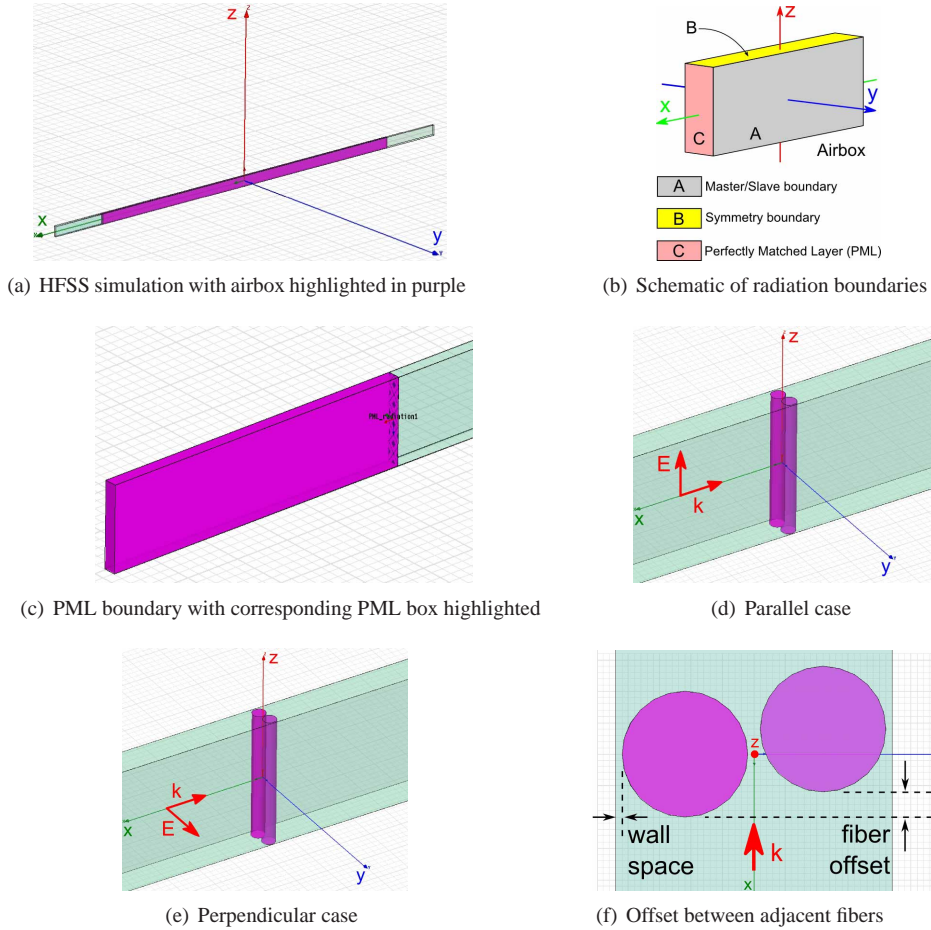 z
x
y
(a) HFSS simulation with airbox highlighted in purple
z
B
x
y
C
A
Airbox
A Master/Slave boundary
B Symmetry boundary
C Perfectly Matched Layer (PML)
(b) Schematic of radiation boundaries
PML_radiation1
(c) PML boundary with corresponding PML box highlighted
z
E
k
x
y
(d) Parallel case
z
k
x
E
y
(e) Perpendicular case
z
wall
space
k
fiber
offset
x
(f) Offset between adjacent fibers